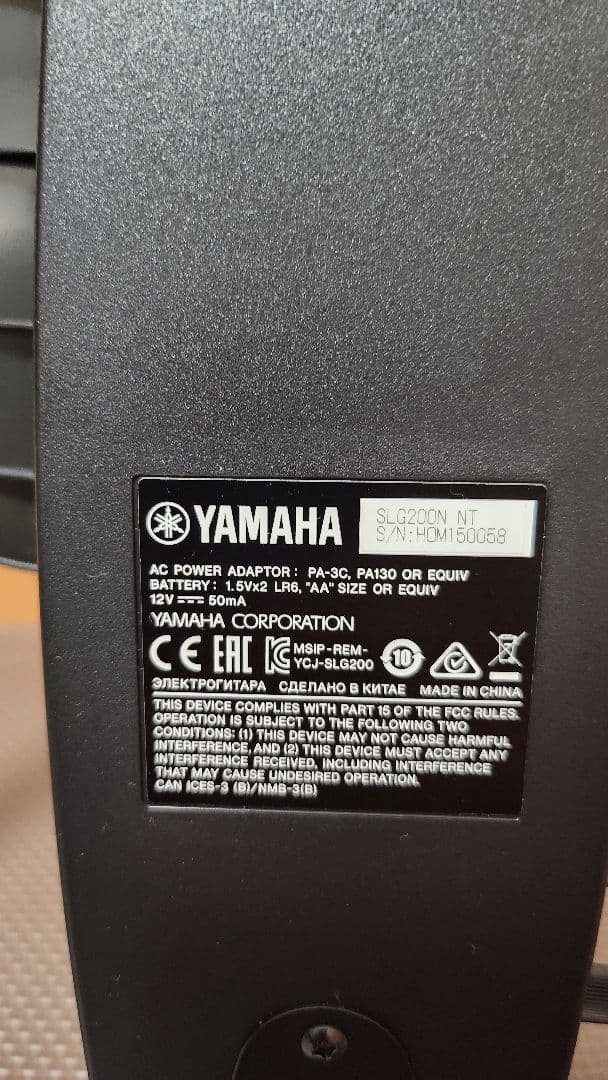 YAMAHA
SLG200N NT
S/N:HOM150058
AC POWER ADAPTOR: PA-3C, PA130 OR EQUIV
BATTERY: 1.5Vx2 LR6, "AA" SIZE OR EQUIV
12V 50mA
YAMAHA CORPORATION
CE EAC MSIP-REM-
YCJ-SLG200 10
ЭЛЕКТРОГИТАРА СДЕЛАНО В КИТАЕ MADE IN CHINA
THIS DEVICE COMPLIES WITH PART 15 OF THE FCC RULES.
OPERATION IS SUBJECT TO THE FOLLOWING TWO
CONDITIONS: (1) THIS DEVICE MAY NOT CAUSE HARMFUL
INTERFERENCE, AND (2) THIS DEVICE MUST ACCEPT ANY
INTERFERENCE RECEIVED, INCLUDING INTERFERENCE
THAT MAY CAUSE UNDESIRED OPERATION.
CAN ICES-3 (B)/NMB-3(B)